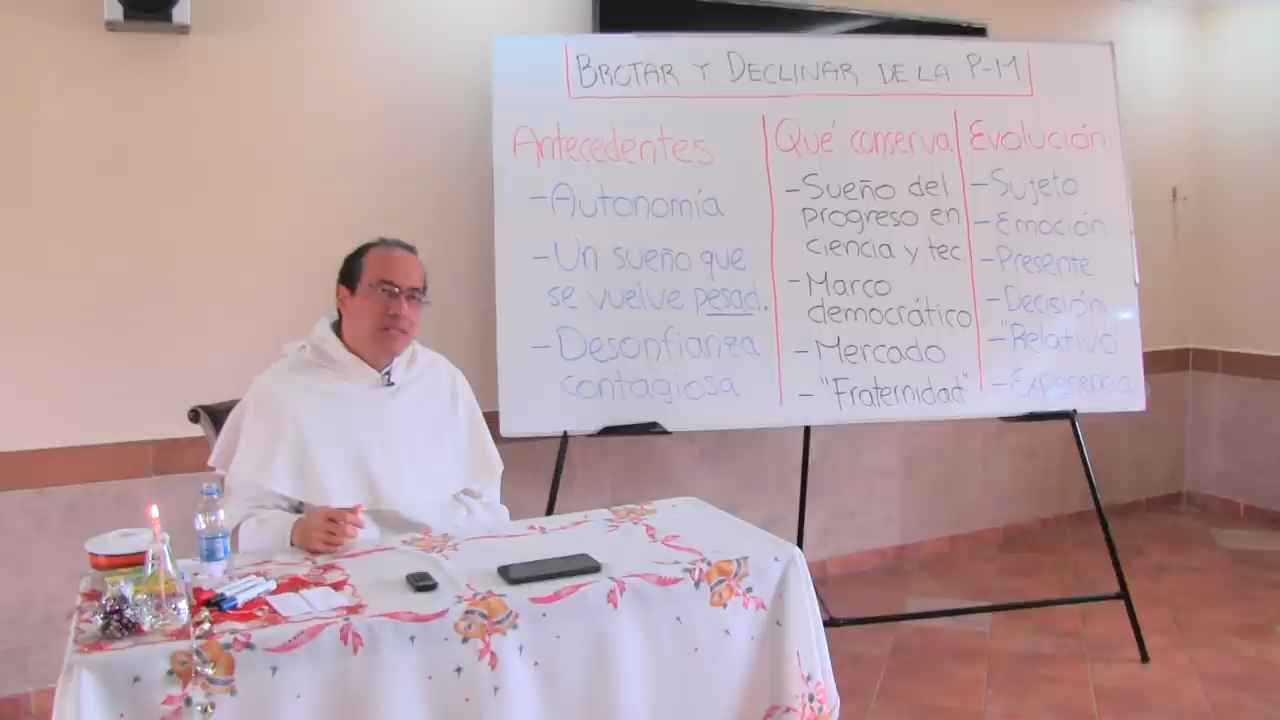 BROTAR Y DECLINAR DE LA P-M
Antecedentes
- Autonomía
- Un sueño que
se vuelve pesad.
- Desconfianza
contagiosa
Qué conserva
- Sueño del
progreso en
ciencia y tec.
- Marco
democrático
- Mercado
- "Fraternidad"
Evolución
- Sujeto
- Emoción
- Presente
- Decisión
- "Relativo"
- Experiencia